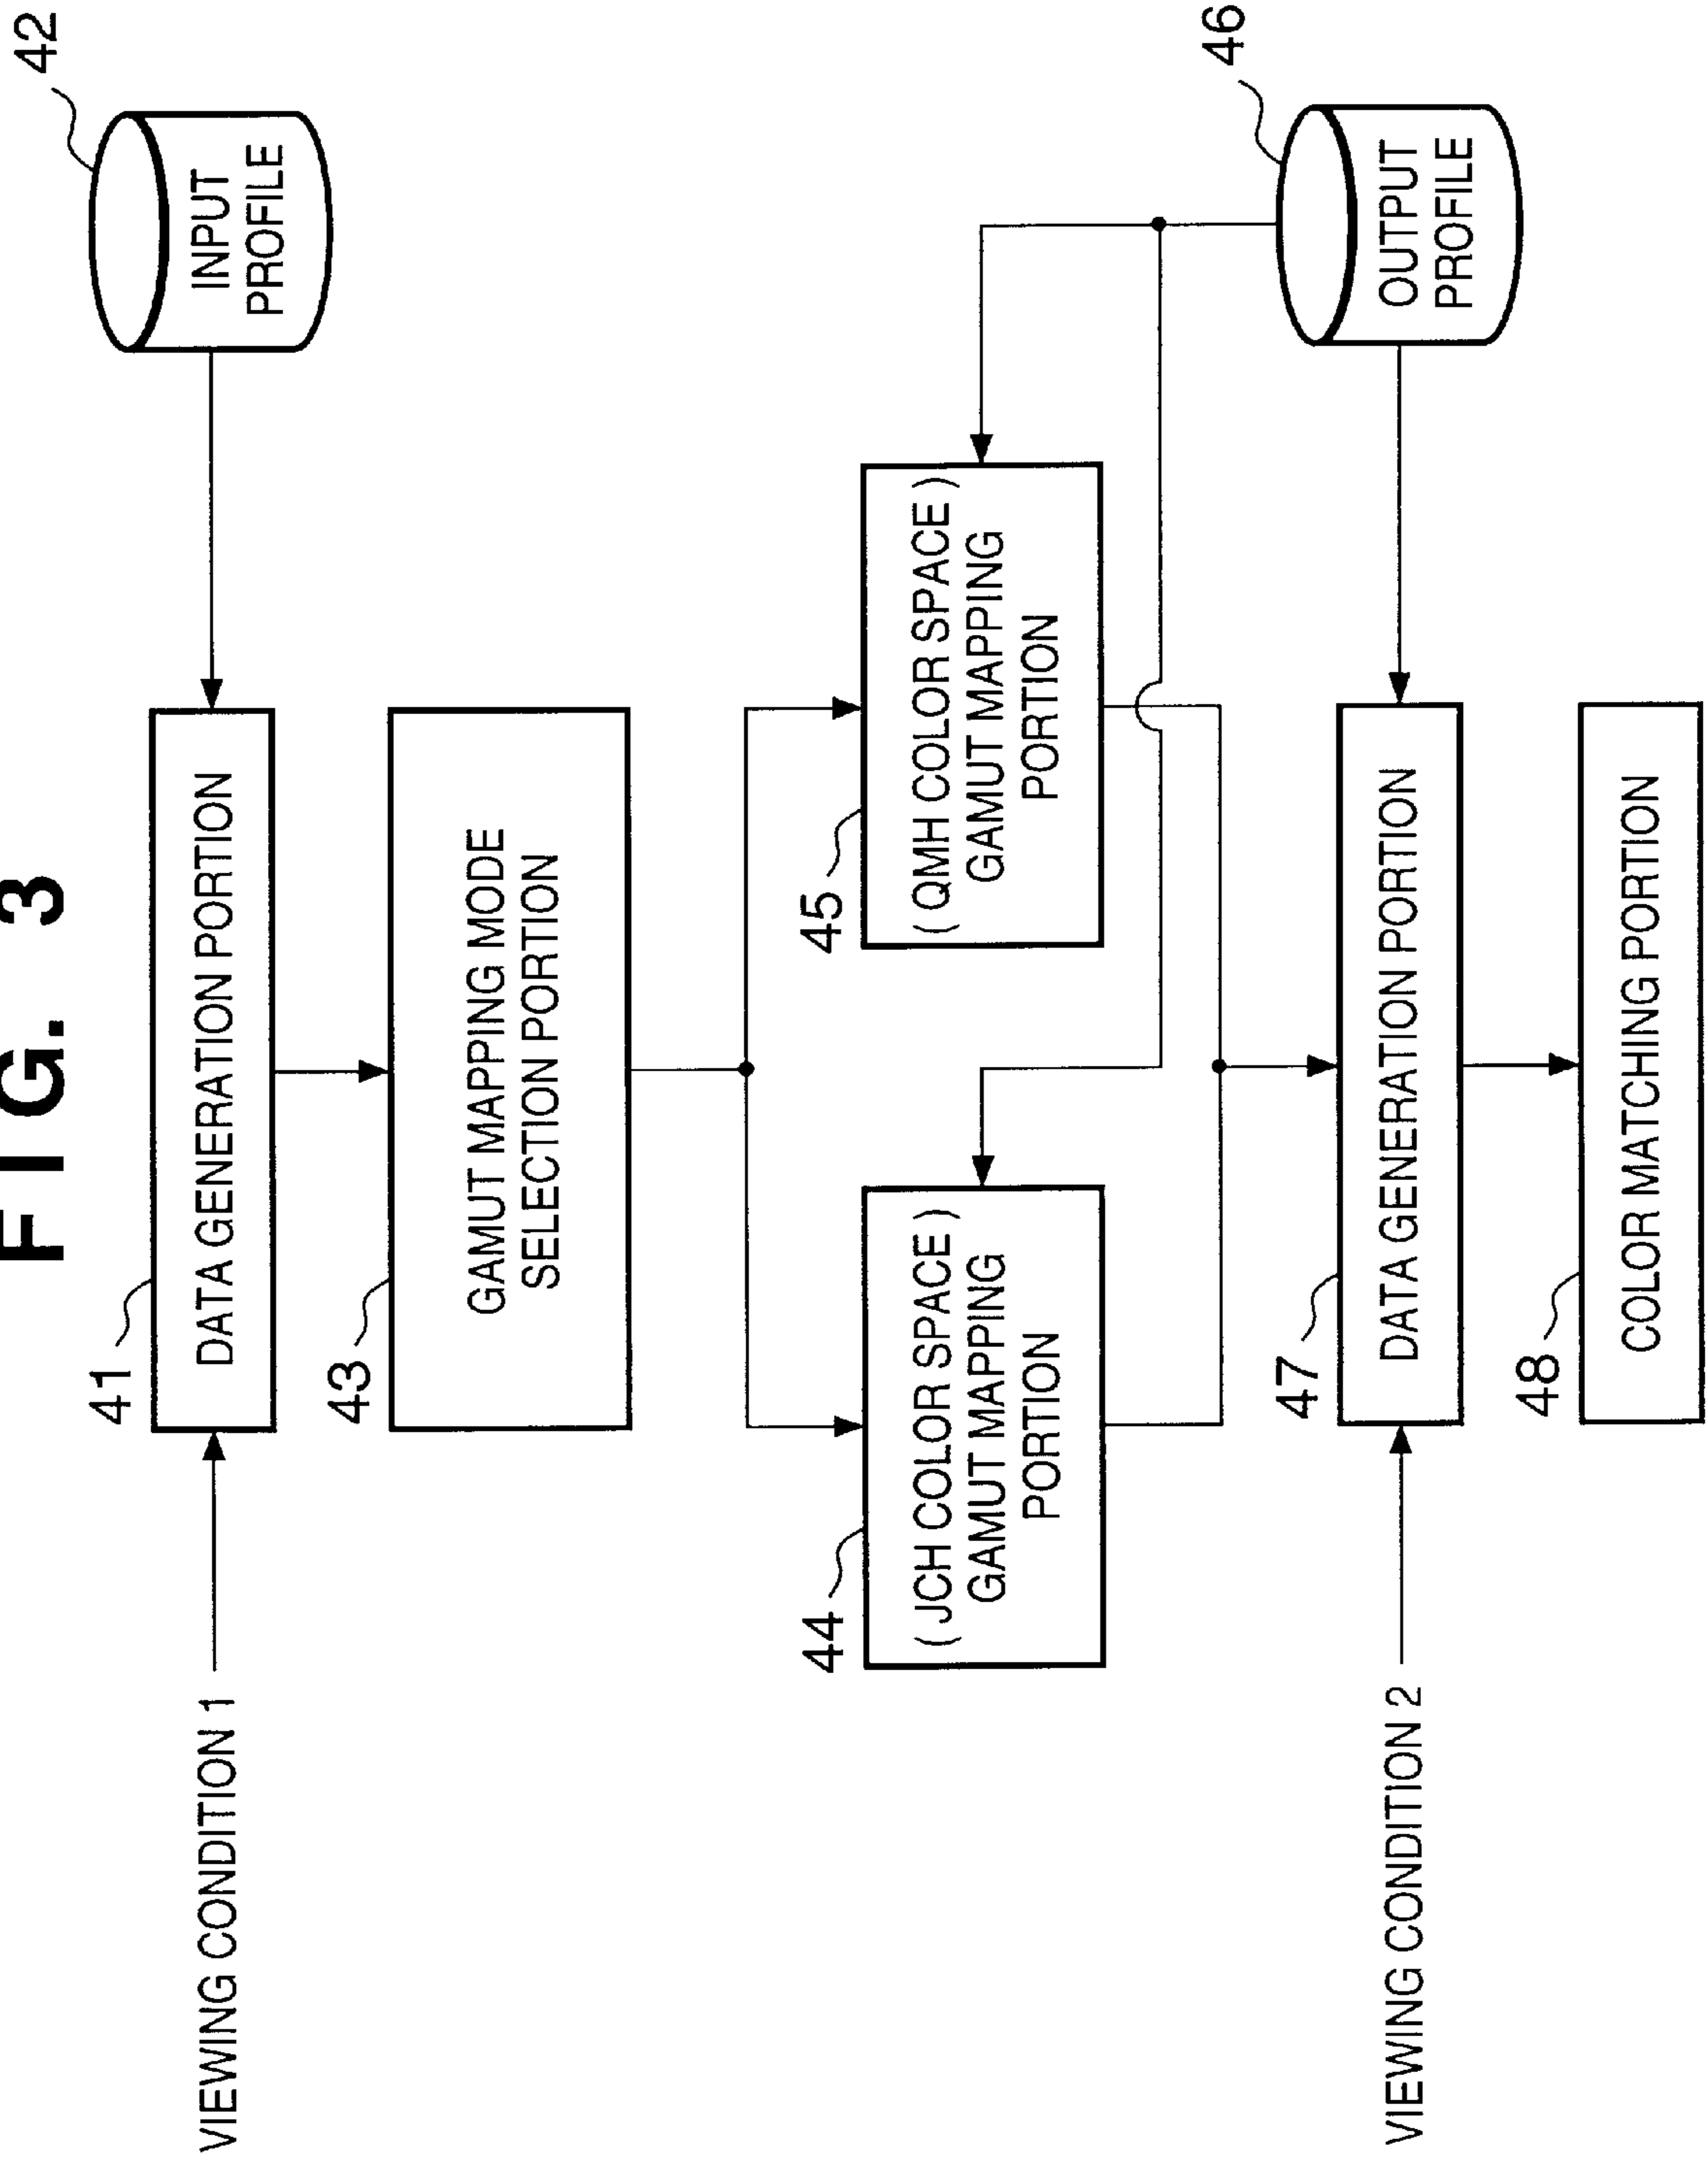 FIG. 3
42
INPUT
PROFILE
41
DATA GENERATION PORTION
VIEWING CONDITION 1
43
GAMUT MAPPING MODE
SELECTION PORTION
44
( JCH COLOR SPACE )
GAMUT MAPPING
PORTION
45
( QMH COLOR SPACE )
GAMUT MAPPING
PORTION
46
OUTPUT
PROFILE
47
DATA GENERATION PORTION
VIEWING CONDITION 2
48
COLOR MATCHING PORTION